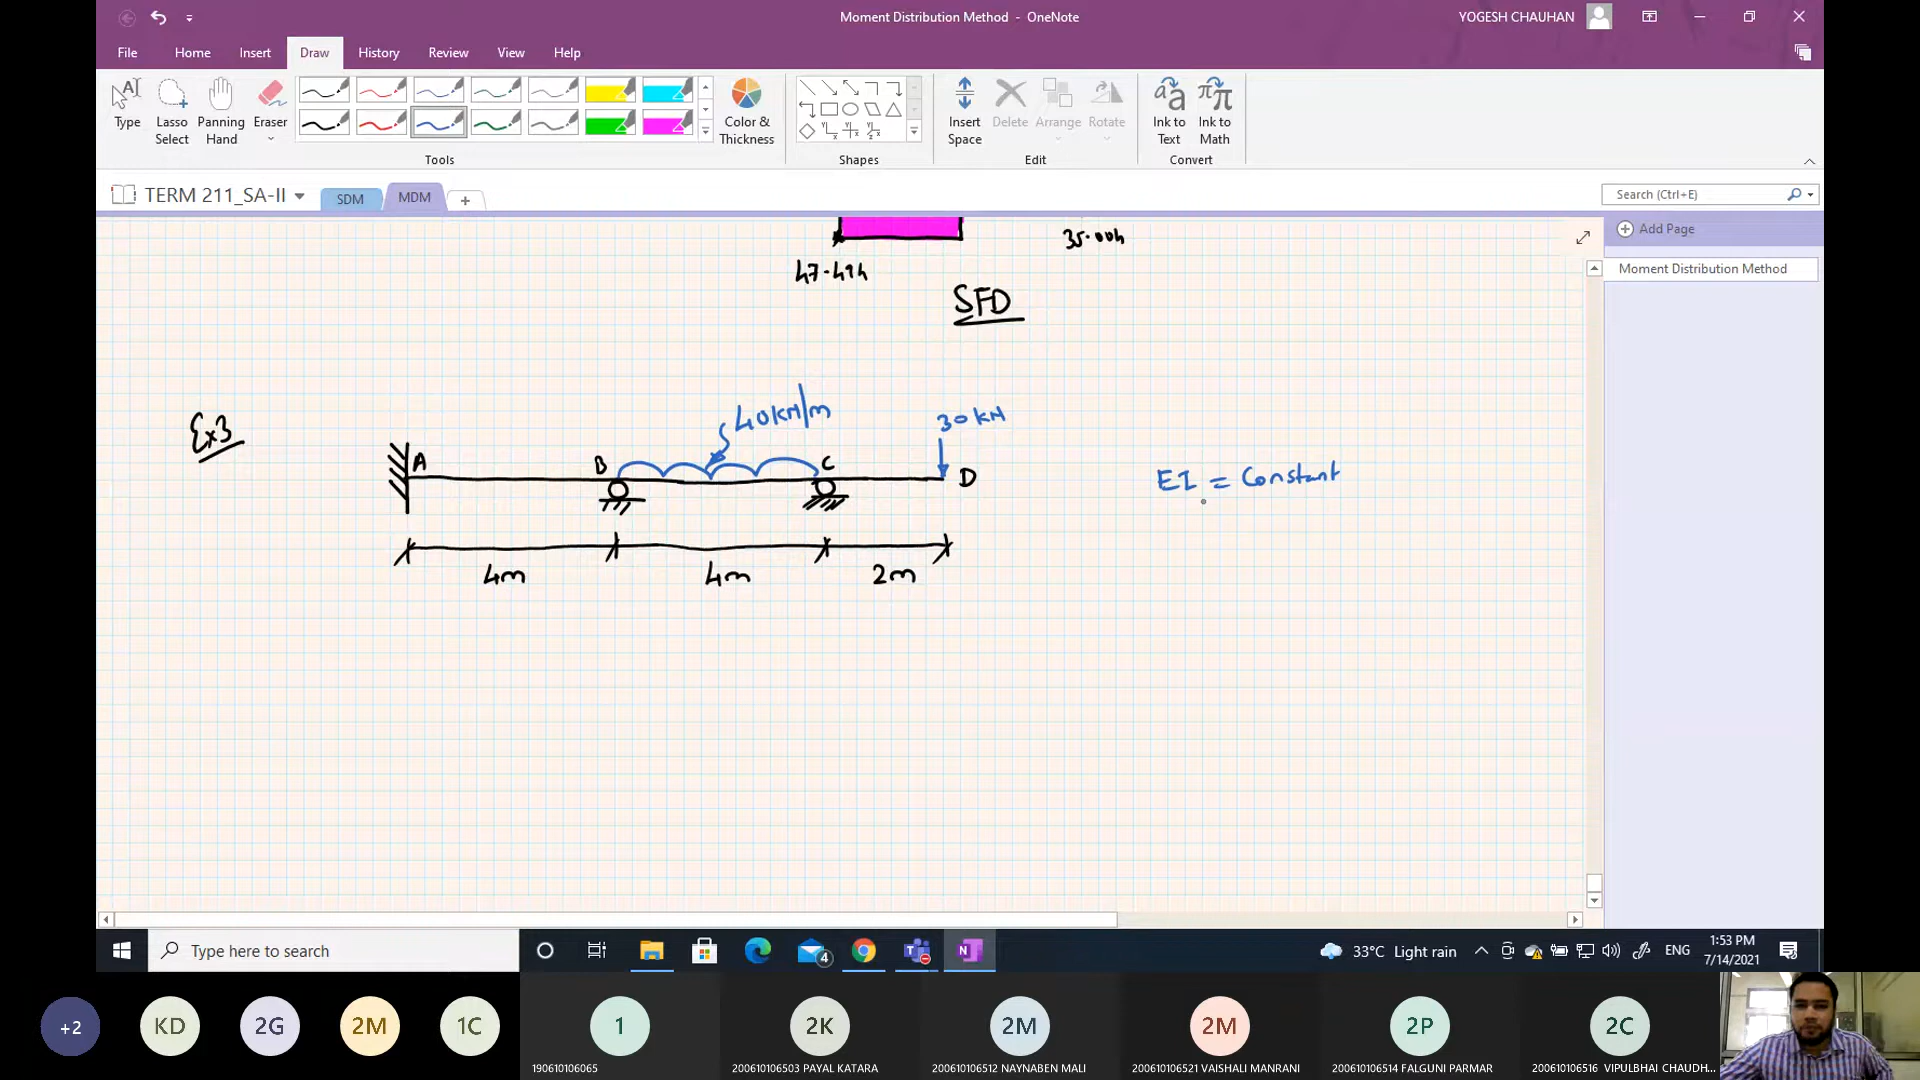 Moment Distribution Method - OneNote
YOGESH CHAUHAN
File Home Insert Draw History Review View Help
Type
Lasso Select
Panning Hand
Eraser
Color & Thickness
Insert Space
Delete
Arrange
Rotate
Ink to Text
Ink to Math
Tools
Shapes
Edit
Convert
TERM 211_SA-II
SDM
MDM
Search (Ctrl+E)
Add Page
Moment Distribution Method
SFD
Ex3
40kN/m
30kN
A
B
C
D
EI = Constant
4m
4m
2m
Type here to search
4
33°C Light rain
ENG
1:53 PM
7/14/2021
+2
KD
2G
2M
1C
1
2K
2M
2M
2P
2C
190610106065
200610106503 PAYAL KATARA
200610106512 NAYNABEN MALI
200610106521 VAISHALI MANRANI
200610106514 FALGUNI PARMAR
200610106516 VIPULBHAI CHAUDH...